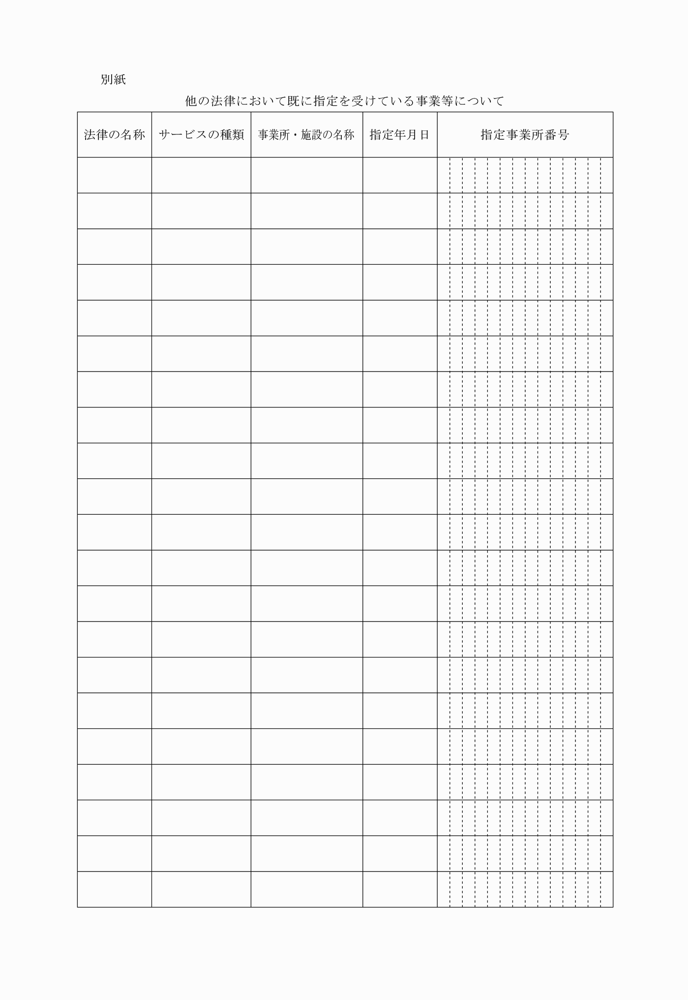 別紙
他の法律において既に指定を受けている事業等について
法律の名称 サービスの種類 事業所・施設の名称 指定年月日 指定事業所番号